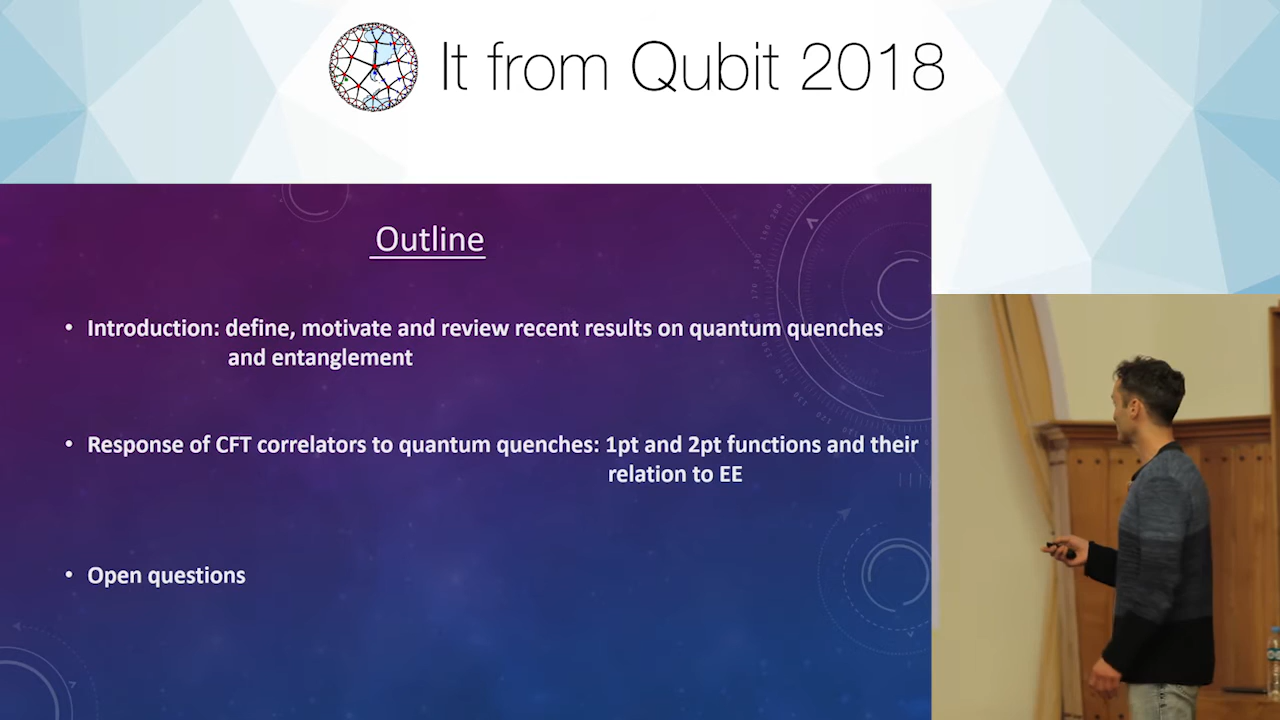 It from Qubit 2018
Outline
• Introduction: define, motivate and review recent results on quantum quenches
and entanglement
• Response of CFT correlators to quantum quenches: 1pt and 2pt functions and their
relation to EE
• Open questions